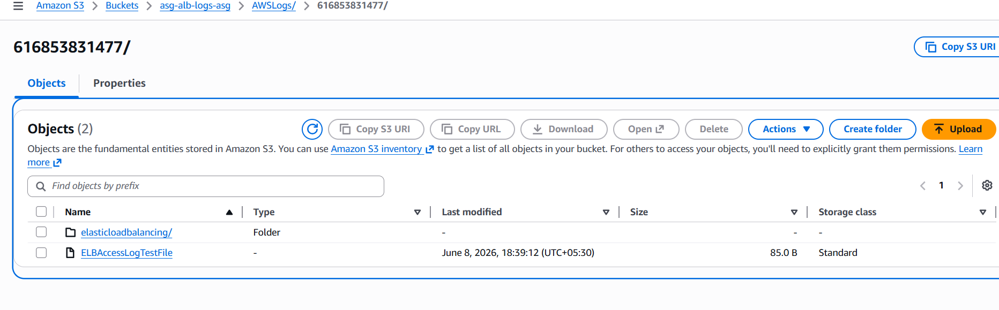 Amazon S3 > Buckets > asg-alb-logs-asg > AWSLogs/ > 616853831477/
616853831477/
Copy S3 URI
Objects
Properties
Objects (2)
Copy S3 URI
Copy URL
Download
Open
Delete
Actions
Create folder
Upload
Objects are the fundamental entities stored in Amazon S3. You can use Amazon S3 inventory to get a list of all objects in your bucket. For others to access your objects, you'll need to explicitly grant them permissions. Learn
more
Find objects by prefix
1
Name Type Last modified Size Storage class
elasticloadbalancing/ Folder - - -
ELBAccessLogTestFile - June 8, 2026, 18:39:12 (UTC+05:30) 85.0 B Standard